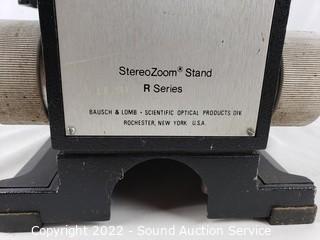 StereoZoom® Stand
R Series
BAUSCH & LOMB - SCIENTIFIC OPTICAL PRODUCTS DIV.
ROCHESTER, NEW YORK U.S.A.
Copyright 2022 - Sound Auction Service